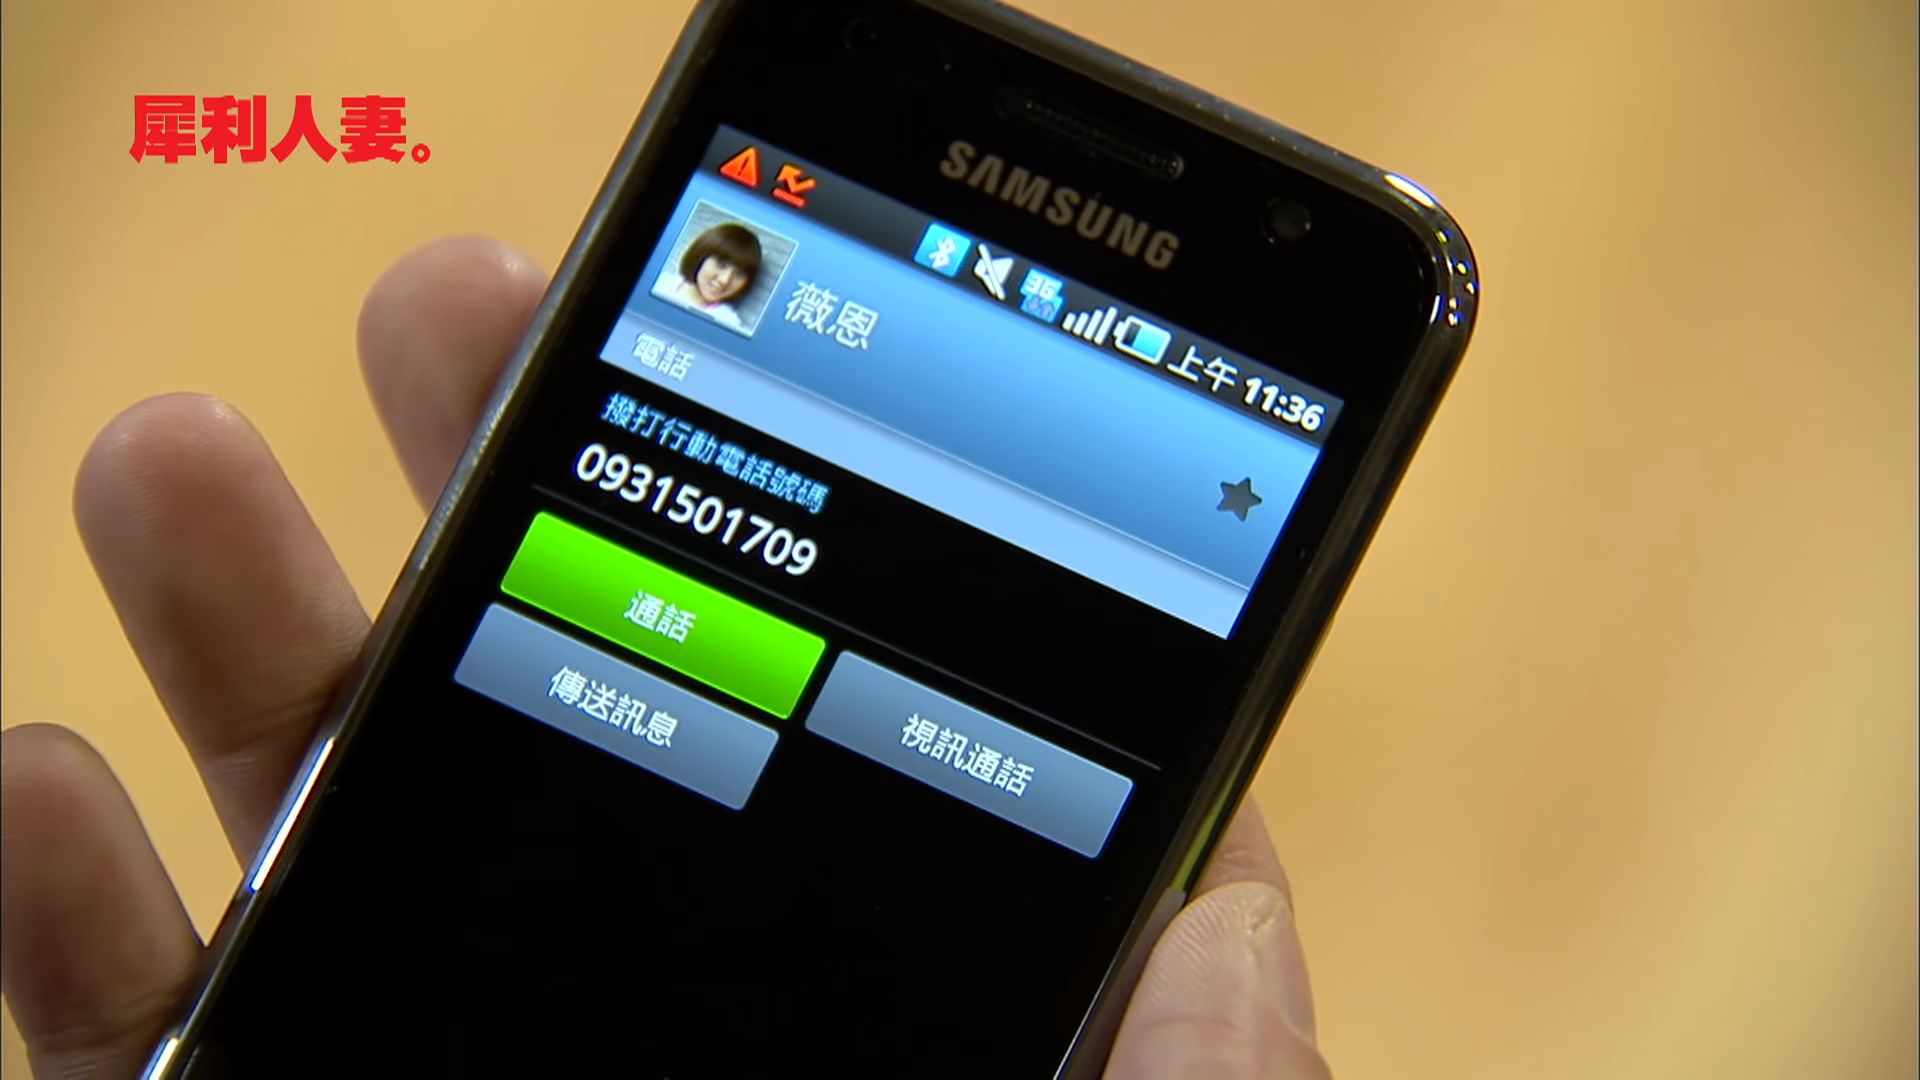 犀利人妻。
SAMSUNG
3G
上午 11:36
薇恩
電話
撥打行動電話號碼
0931501709
通話
傳送訊息
視訊通話